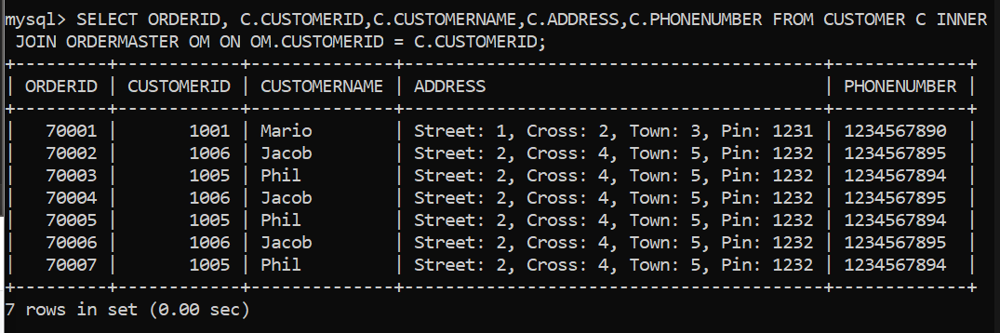 mysql> SELECT ORDERID, C.CUSTOMERID,C.CUSTOMERNAME,C.ADDRESS,C.PHONENUMBER FROM CUSTOMER C INNER
 JOIN ORDERMASTER OM ON OM.CUSTOMERID = C.CUSTOMERID;
+---------+------------+--------------+------------------------------------------+-------------+
| ORDERID | CUSTOMERID | CUSTOMERNAME | ADDRESS                                  | PHONENUMBER |
+---------+------------+--------------+------------------------------------------+-------------+
|   70001 |       1001 | Mario        | Street: 1, Cross: 2, Town: 3, Pin: 1231 | 1234567890  |
|   70002 |       1006 | Jacob        | Street: 2, Cross: 4, Town: 5, Pin: 1232 | 1234567895  |
|   70003 |       1005 | Phil         | Street: 2, Cross: 4, Town: 5, Pin: 1232 | 1234567894  |
|   70004 |       1006 | Jacob        | Street: 2, Cross: 4, Town: 5, Pin: 1232 | 1234567895  |
|   70005 |       1005 | Phil         | Street: 2, Cross: 4, Town: 5, Pin: 1232 | 1234567894  |
|   70006 |       1006 | Jacob        | Street: 2, Cross: 4, Town: 5, Pin: 1232 | 1234567895  |
|   70007 |       1005 | Phil         | Street: 2, Cross: 4, Town: 5, Pin: 1232 | 1234567894  |
+---------+------------+--------------+------------------------------------------+-------------+
7 rows in set (0.00 sec)